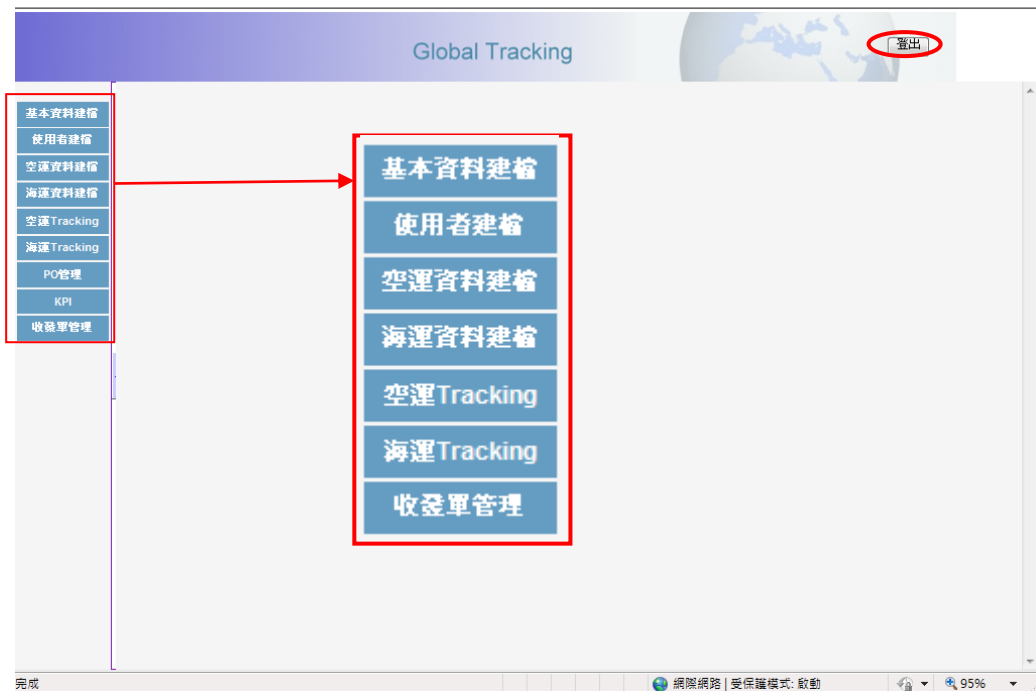 Global Tracking
登出
基本資料建檔
使用者建檔
空運資料建檔
海運資料建檔
空運Tracking
海運Tracking
PO管理
KPI
收發單管理
基本資料建檔
使用者建檔
空運資料建檔
海運資料建檔
空運Tracking
海運Tracking
收發單管理
完成
網際網路 | 受保護模式: 啟動
95%